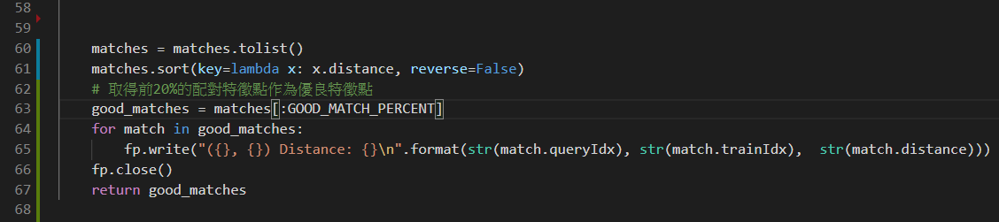 58
59
60 matches = matches.tolist()
61 matches.sort(key=lambda x: x.distance, reverse=False)
62 # 取得前20%的配對特徵點作為優良特徵點
63 good_matches = matches[:GOOD_MATCH_PERCENT]
64 for match in good_matches:
65 fp.write("({}, {}) Distance: {}\n".format(str(match.queryIdx), str(match.trainIdx),  str(match.distance)))
66 fp.close()
67 return good_matches
68